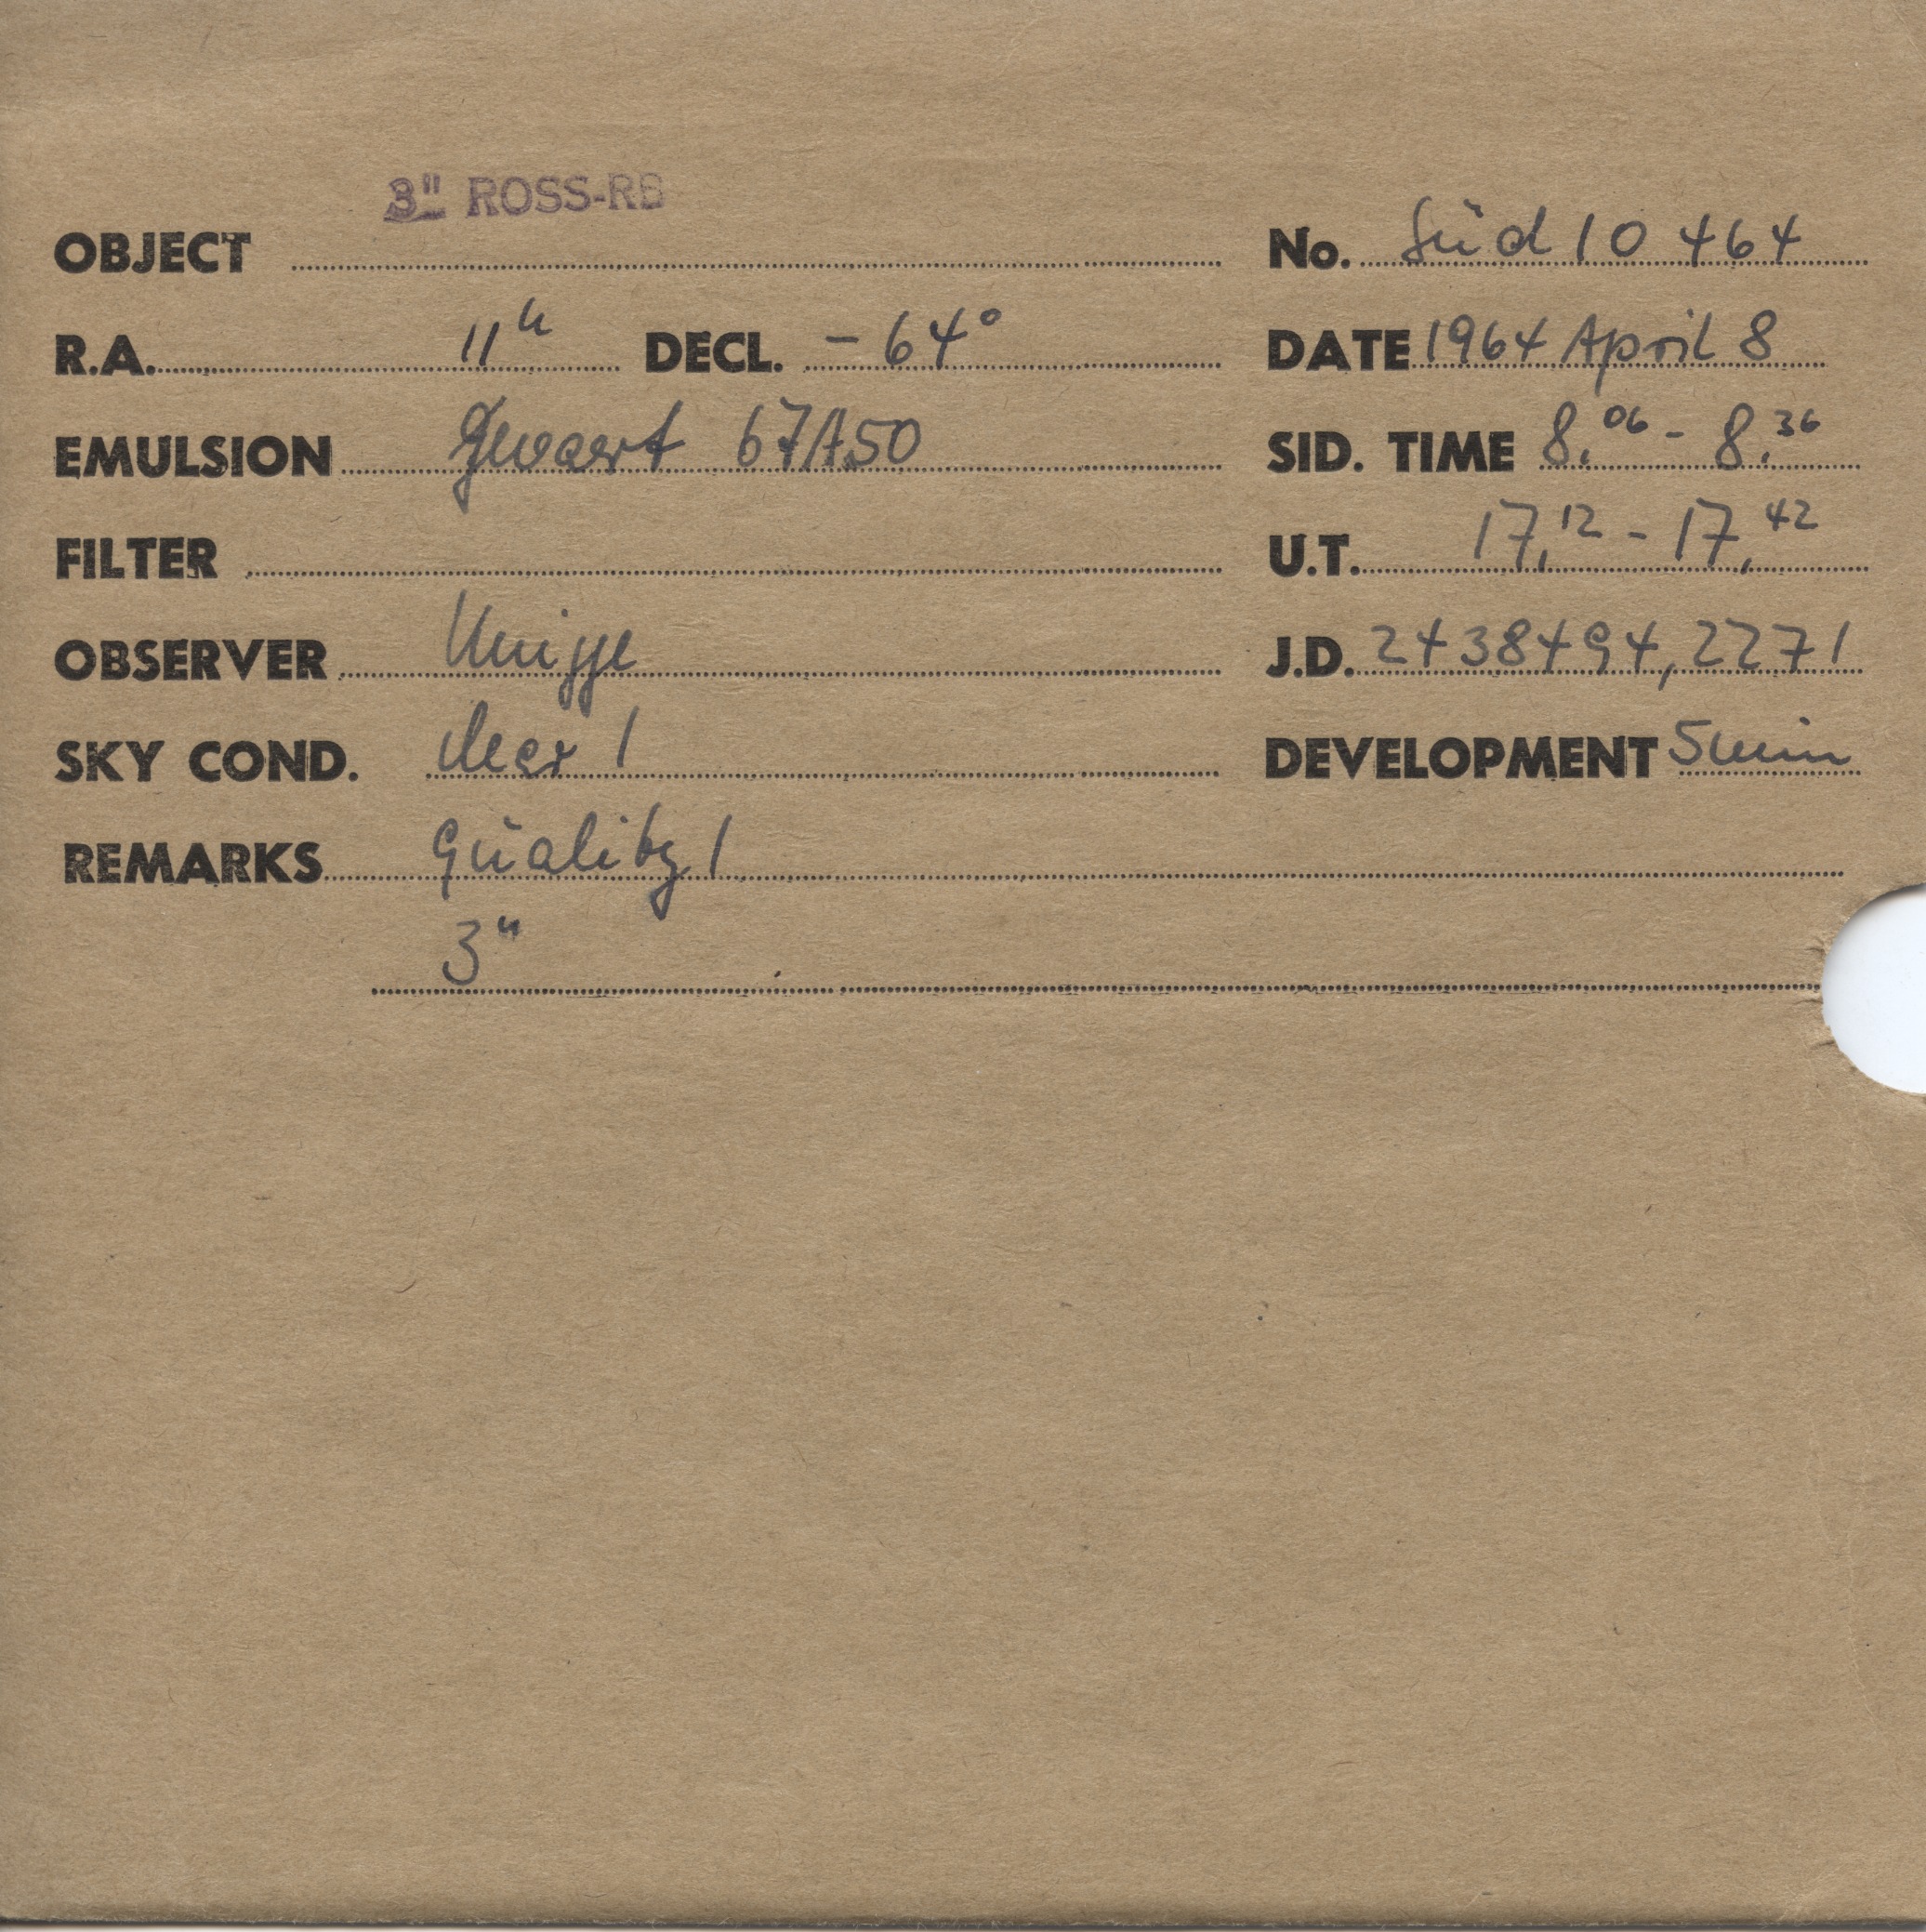 3" ROSS-RB
OBJECT No. Süd 10 464
R.A. 11h DECL. -64° DATE 1964 April 8
EMULSION Gevaert 67A50 SID. TIME 8.06 - 8.36
FILTER U.T. 17,12 - 17,42
OBSERVER Knigge J.D. 2438494,2271
SKY COND. clear 1 DEVELOPMENT 5min
REMARKS quality 1
3"